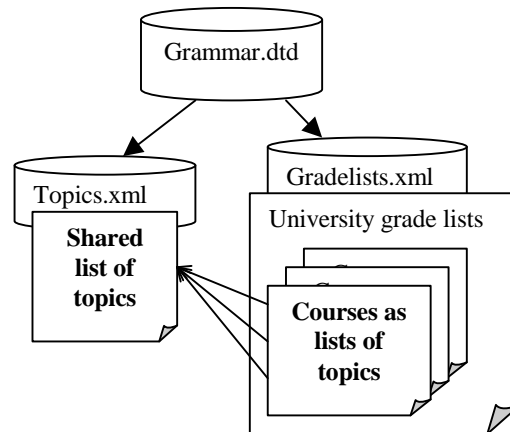 Grammar.dtd
Topics.xml
Gradelists.xml
University grade lists
Shared
list of
topics
Courses as
lists of
topics